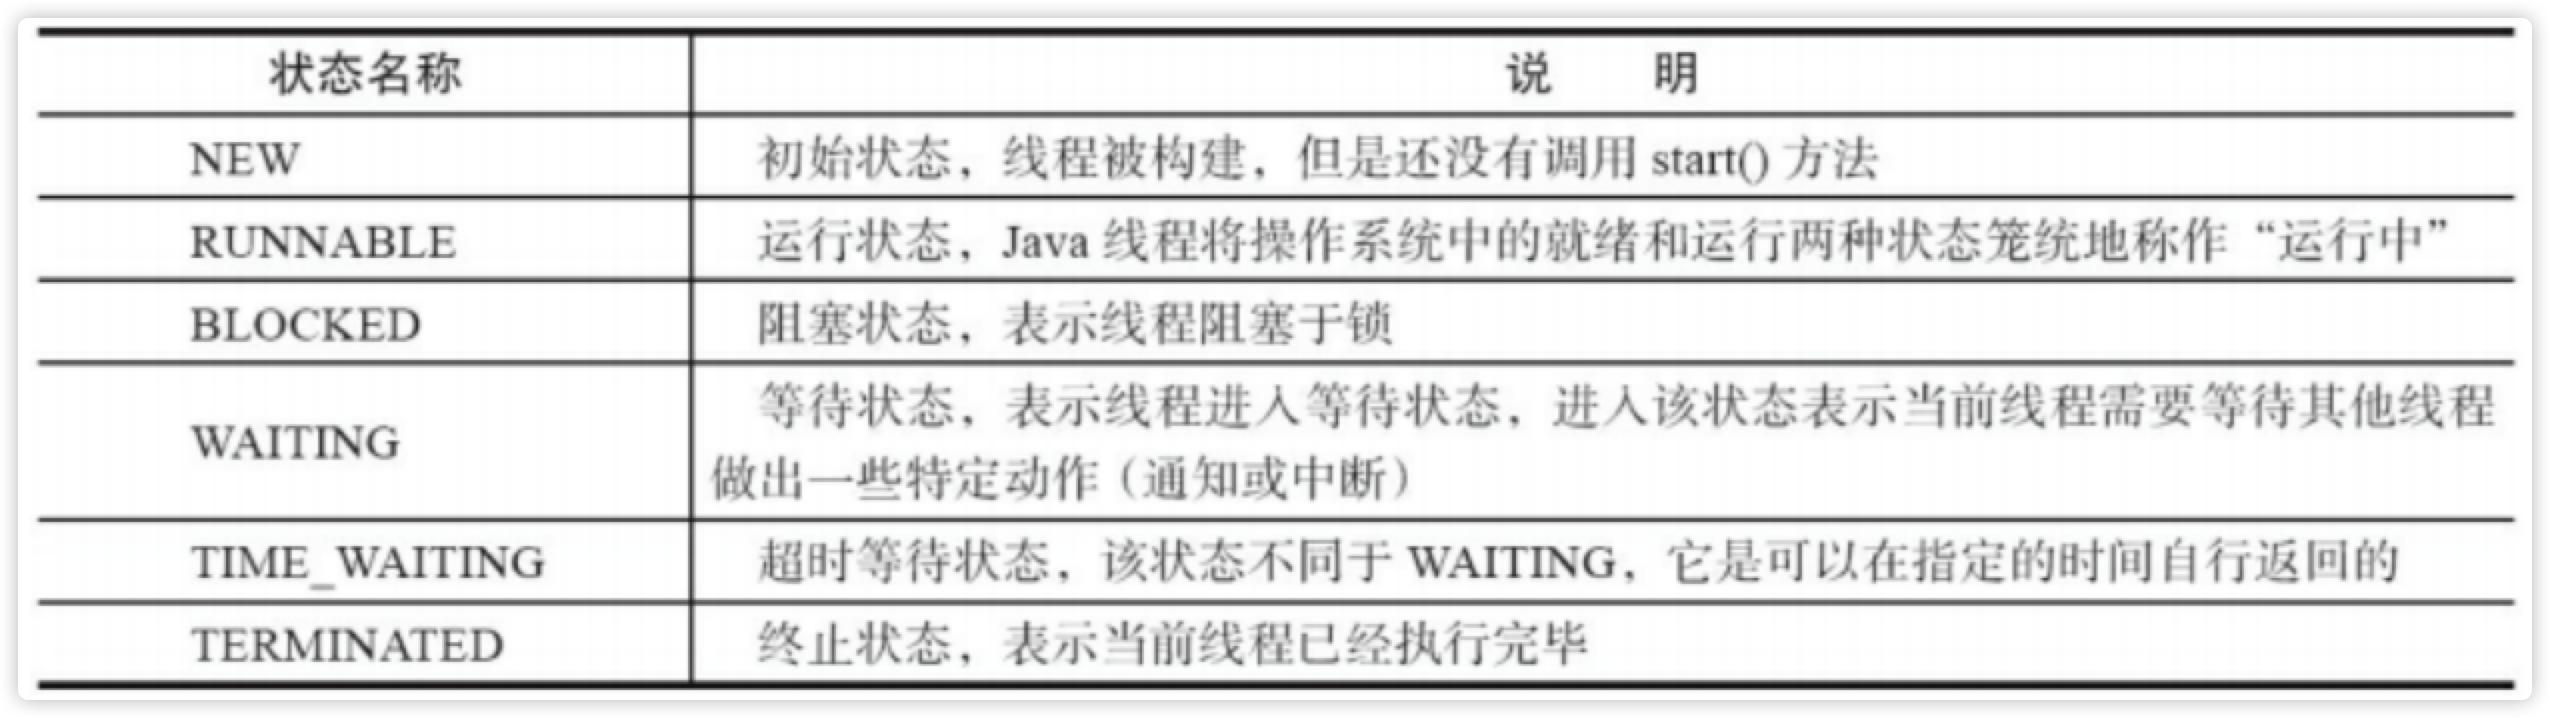 状态名称 说 明
NEW 初始状态，线程被构建，但是还没有调用 start() 方法
RUNNABLE 运行状态，Java 线程将操作系统中的就绪和运行两种状态笼统地称作“运行中”
BLOCKED 阻塞状态，表示线程阻塞于锁
WAITING 等待状态，表示线程进入等待状态，进入该状态表示当前线程需要等待其他线程
做出一些特定动作（通知或中断）
TIME_WAITING 超时等待状态，该状态不同于 WAITING，它是可以在指定的时间自行返回的
TERMINATED 终止状态，表示当前线程已经执行完毕